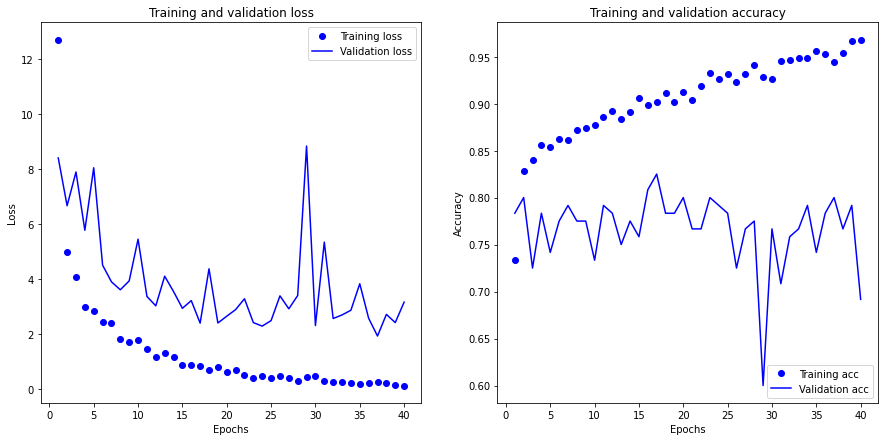 Training and validation loss
Training loss
Validation loss
12
10
8
6
4
2
0
Loss
0 5 10 15 20 25 30 35 40
Epochs
Training and validation accuracy
0.95
0.90
0.85
0.80
0.75
0.70
0.65
0.60
Accuracy
Training acc
Validation acc
0 5 10 15 20 25 30 35 40
Epochs